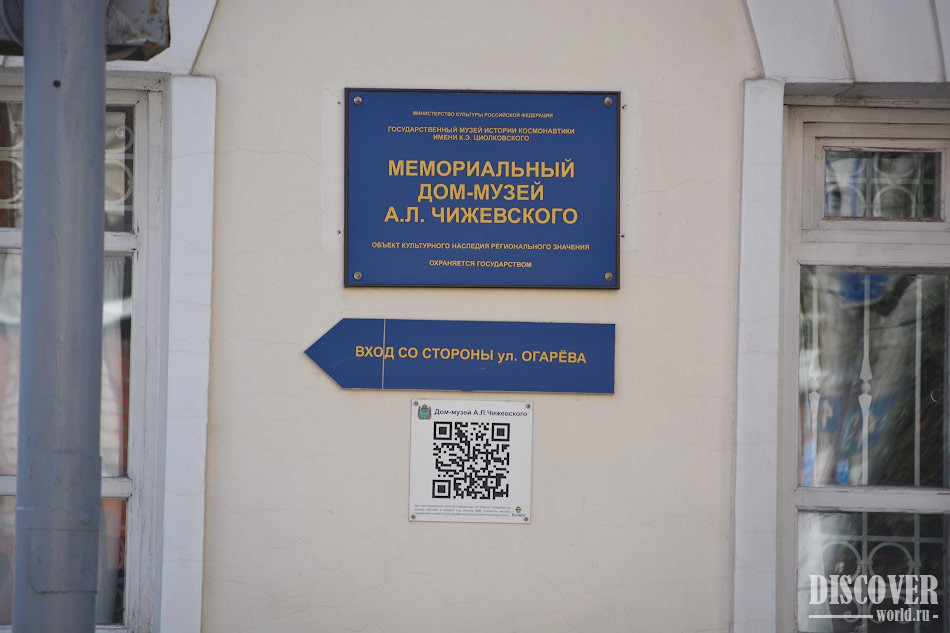 МИНИСТЕРСТВО КУЛЬТУРЫ РОССИЙСКОЙ ФЕДЕРАЦИИ
ГОСУДАРСТВЕННЫЙ МУЗЕЙ ИСТОРИИ КОСМОНАВТИКИ
ИМЕНИ К.Э. ЦИОЛКОВСКОГО
МЕМОРИАЛЬНЫЙ
ДОМ-МУЗЕЙ
А.Л. ЧИЖЕВСКОГО
ОБЪЕКТ КУЛЬТУРНОГО НАСЛЕДИЯ РЕГИОНАЛЬНОГО ЗНАЧЕНИЯ
ОХРАНЯЕТСЯ ГОСУДАРСТВОМ
ВХОД СО СТОРОНЫ ул. ОГАРЁВА
Дом-музей А.Л.Чижевского
DISCOVER
world.ru